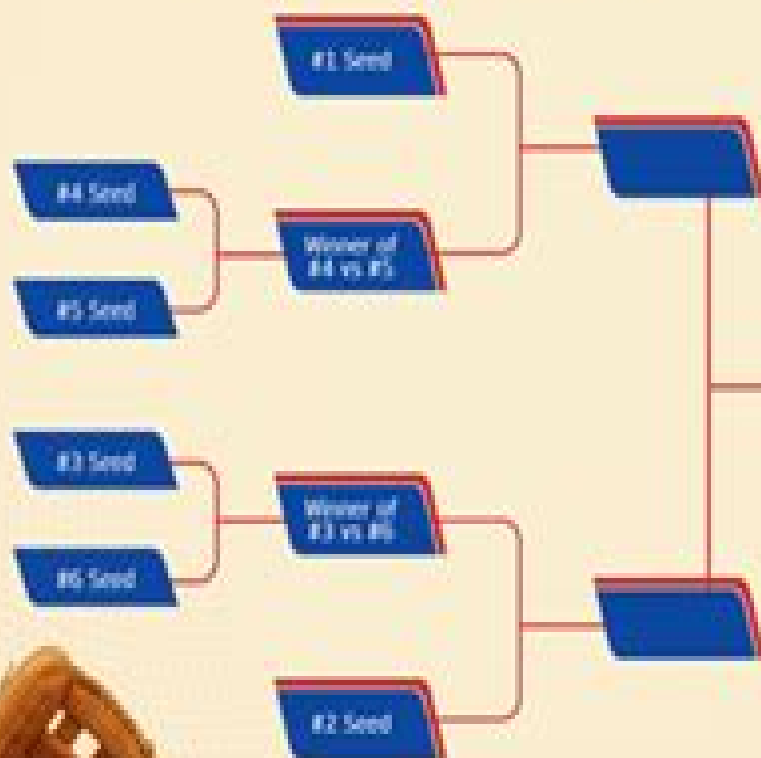 #1 Seed
#4 Seed
Winner of
#4 vs #5
#5 Seed
#3 Seed
Winner of
#3 vs #6
#6 Seed
#2 Seed